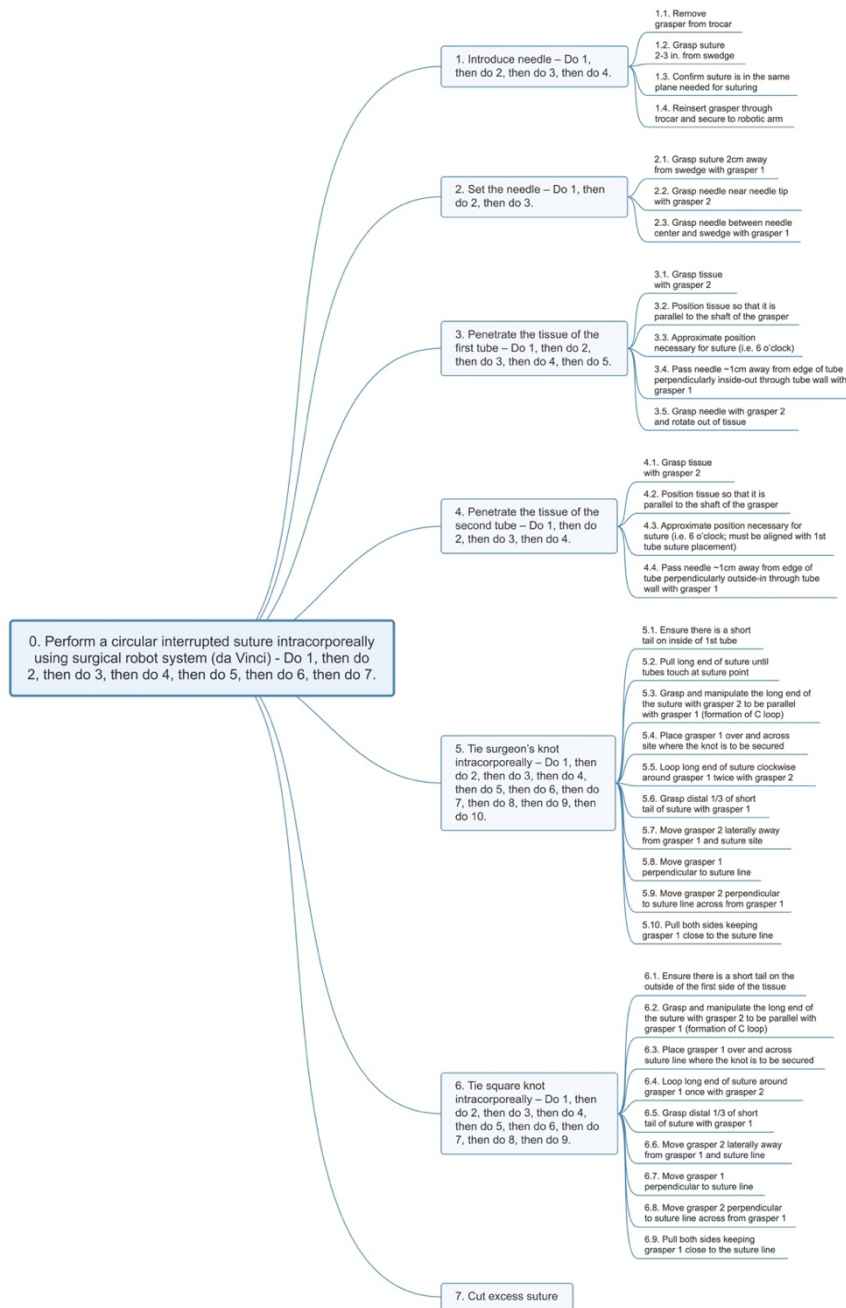 0. Perform a circular interrupted suture intracorporeally
using surgical robot system (da Vinci) - Do 1, then do
2, then do 3, then do 4, then do 5, then do 6, then do 7.
1. Introduce needle – Do 1,
then do 2, then do 3, then do 4.
1.1. Remove
grasper from trocar
1.2. Grasp suture
2-3 in. from swedge
1.3. Confirm suture is in the same
plane needed for suturing
1.4. Reinsert grasper through
trocar and secure to robotic arm
2. Set the needle – Do 1, then
do 2, then do 3.
2.1. Grasp suture 2cm away
from swedge with grasper 1
2.2. Grasp needle near needle tip
with grasper 2
2.3. Grasp needle between needle
center and swedge with grasper 1
3. Penetrate the tissue of the
first tube – Do 1, then do 2,
then do 3, then do 4, then do 5.
3.1. Grasp tissue
with grasper 2
3.2. Position tissue so that it is
parallel to the shaft of the grasper
3.3. Approximate position
necessary for suture (i.e. 6 o'clock)
3.4. Pass needle ~1cm away from edge of tube
perpendicularly inside-out through tube wall with
grasper 1
3.5. Grasp needle with grasper 2
and rotate out of tissue
4. Penetrate the tissue of the
second tube – Do 1, then do
2, then do 3, then do 4.
4.1. Grasp tissue
with grasper 2
4.2. Position tissue so that it is
parallel to the shaft of the grasper
4.3. Approximate position necessary for
suture (i.e. 6 o'clock; must be aligned with 1st
tube suture placement)
4.4. Pass needle ~1cm away from edge of
tube perpendicularly outside-in through tube
wall with grasper 1
5. Tie surgeon's knot
intracorporeally – Do 1, then
do 2, then do 3, then do 4,
then do 5, then do 6, then do
7, then do 8, then do 9, then
do 10.
5.1. Ensure there is a short
tail on inside of 1st tube
5.2. Pull long end of suture until
tubes touch at suture point
5.3. Grasp and manipulate the long end of
the suture with grasper 2 to be parallel
with grasper 1 (formation of C loop)
5.4. Place grasper 1 over and across
site where the knot is to be secured
5.5. Loop long end of suture clockwise
around grasper 1 twice with grasper 2
5.6. Grasp distal 1/3 of short
tail of suture with grasper 1
5.7. Move grasper 2 laterally away
from grasper 1 and suture site
5.8. Move grasper 1
perpendicular to suture line
5.9. Move grasper 2 perpendicular
to suture line across from grasper 1
5.10. Pull both sides keeping
grasper 1 close to the suture line
6. Tie square knot
intracorporeally – Do 1, then
do 2, then do 3, then do 4,
then do 5, then do 6, then do
7, then do 8, then do 9.
6.1. Ensure there is a short tail on the
outside of the first side of the tissue
6.2. Grasp and manipulate the long end of
the suture with grasper 2 to be parallel with
grasper 1 (formation of C loop)
6.3. Place grasper 1 over and across
suture line where the knot is to be secured
6.4. Loop long end of suture around
grasper 1 once with grasper 2
6.5. Grasp distal 1/3 of short
tail of suture with grasper 1
6.6. Move grasper 2 laterally away
from grasper 1 and suture line
6.7. Move grasper 1
perpendicular to suture line
6.8. Move grasper 2 perpendicular
to suture line across from grasper 1
6.9. Pull both sides keeping
grasper 1 close to the suture line
7. Cut excess suture